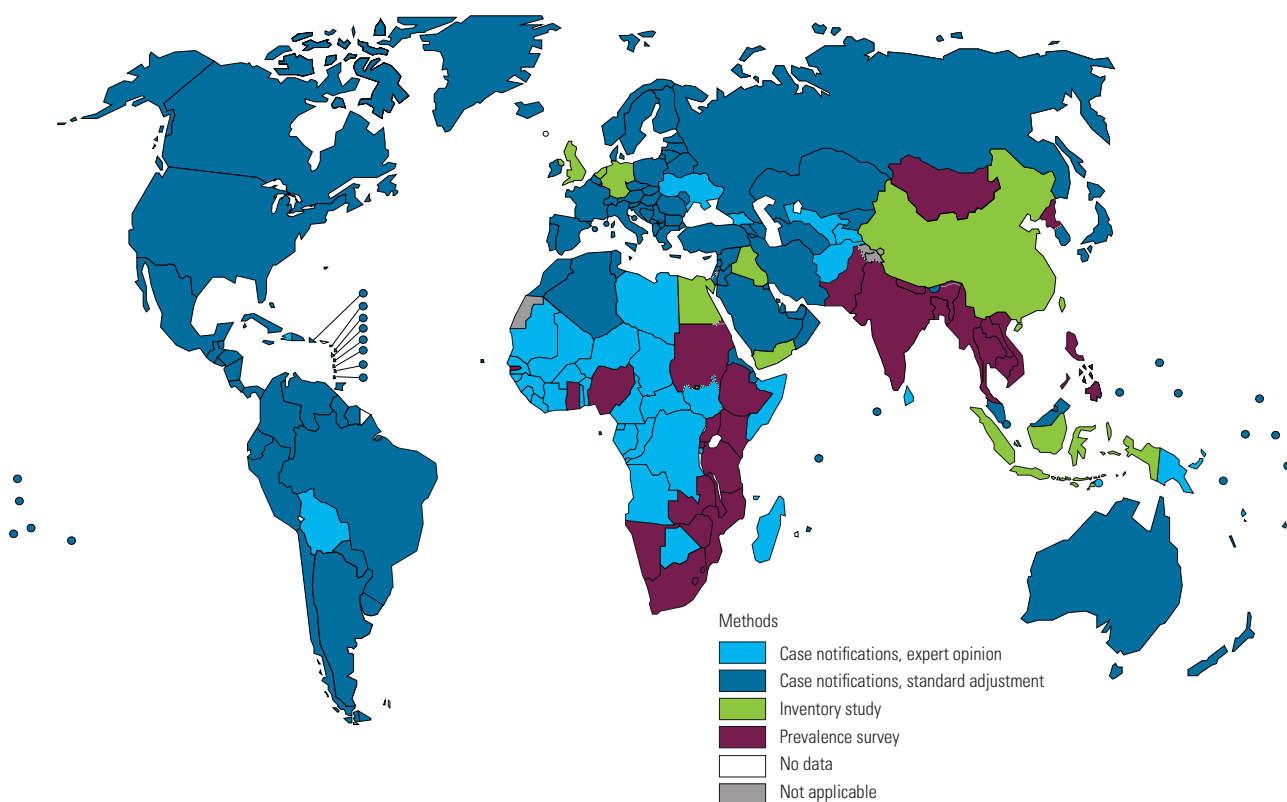 Methods
Case notifications, expert opinion
Case notifications, standard adjustment
Inventory study
Prevalence survey
No data
Not applicable